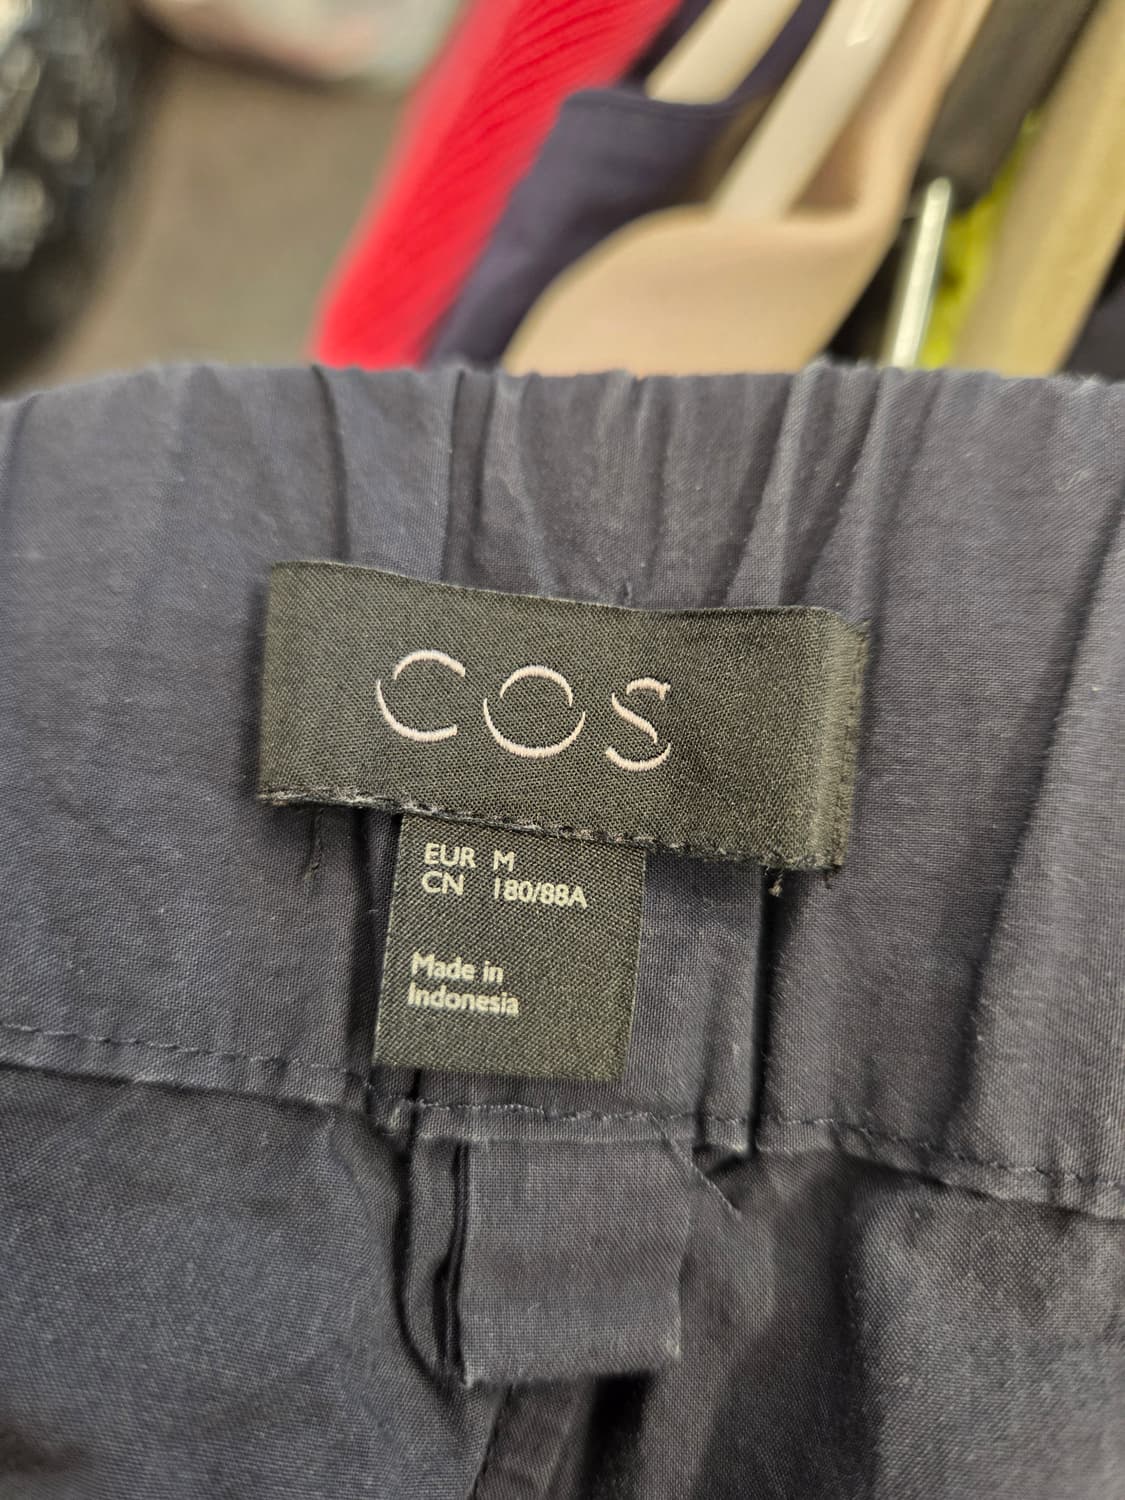 COS
EUR M
CN 180/88A
Made in
Indonesia